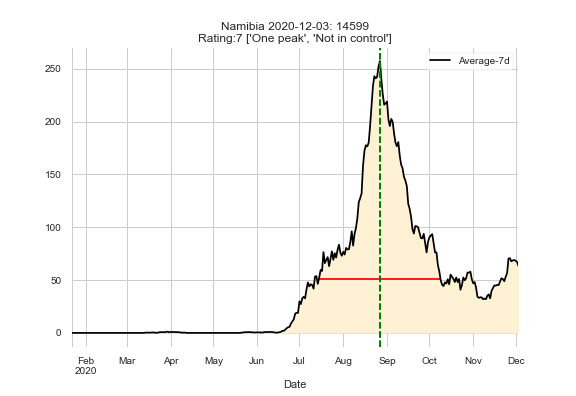 Namibia 2020-12-03: 14599
Rating:7 ['One peak', 'Not in control']
Average-7d
250
200
150
100
50
0
Feb Mar Apr May Jun Jul Aug Sep Oct Nov Dec
2020
Date